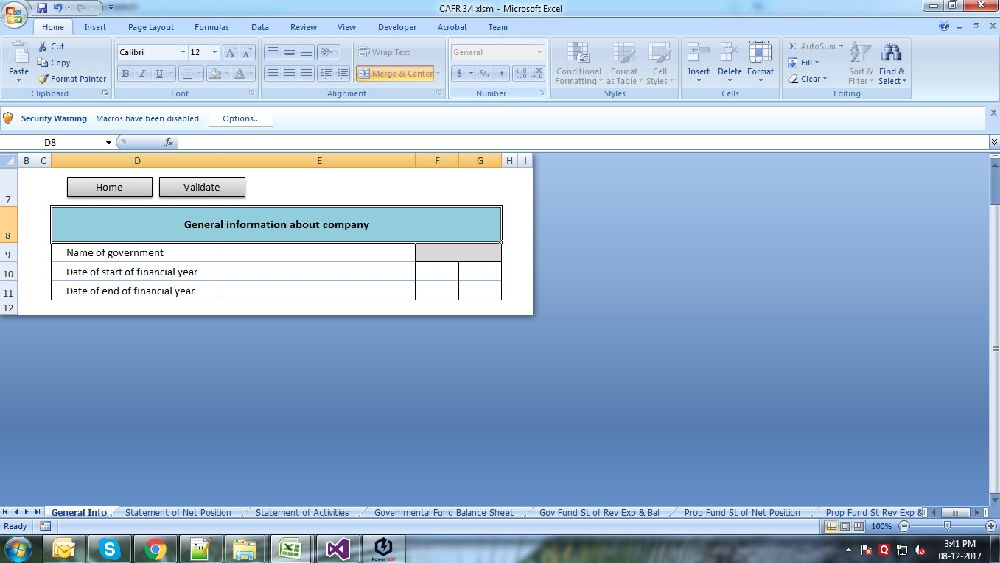 CAFR 3.4.xlsm - Microsoft Excel
Home Insert Page Layout Formulas Data Review View Developer Acrobat Team
Paste
Cut
Copy
Format Painter
Clipboard
Calibri 12
B I U
Font
Wrap Text
Merge & Center
Alignment
General
$ % ,
Number
Conditional Formatting
Format as Table
Cell Styles
Styles
Insert Delete Format
Cells
Σ AutoSum
Fill
Clear
Sort & Filter
Find & Select
Editing
Security Warning Macros have been disabled. Options...
D8 fx
B C D E F G H I
7 Home Validate
8 General information about company
9 Name of government
10 Date of start of financial year
11 Date of end of financial year
12
General Info Statement of Net Position Statement of Activities Governmental Fund Balance Sheet Gov Fund St of Rev Exp & Bal Prop Fund St of Net Position Prop Fund St Rev Exp &
Ready 100%
Power GST
3:41 PM
08-12-2017